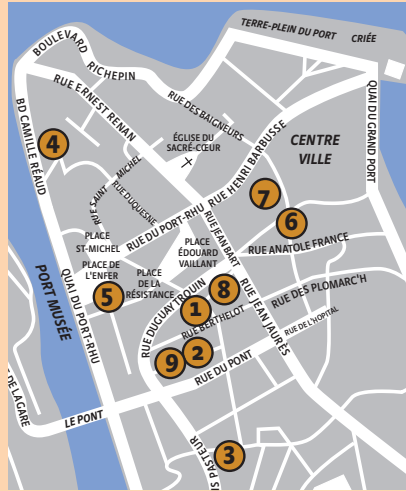 TERRE-PLEIN DU PORT CRIÉE
BOULEVARD
RICHEPIN
RUE ERNEST RENAN
RUE DES BAIGNEURS
QUAI DU GRAND PORT
BD CAMILLE RÉAUD
ÉGLISE DU
SACRÉ-CŒUR
CENTRE
VILLE
4
RUE SAINT MICHEL
RUE DUQUESNE
RUE DU PORT-RHU
RUE HENRI BARBUSSE
7
6
RUE JEAN BART
PLACE
ST-MICHEL
PLACE
ÉDOUARD
VAILLANT
RUE ANATOLE FRANCE
PLACE DE
L'ENFER
PLACE
DE LA
RÉSISTANCE
PORT MUSÉE
QUAI DU PORT-RHU
5
RUE DUGUAYTROUIN
8
1
RUE JEAN JAURÈS
RUE DES PLOMARC'H
RUE BERTHELOT
RUE DE L'HOPITAL
9
2
RUE DU PONT
E DE LA GARE
LE PONT
3
IS PASTEUR